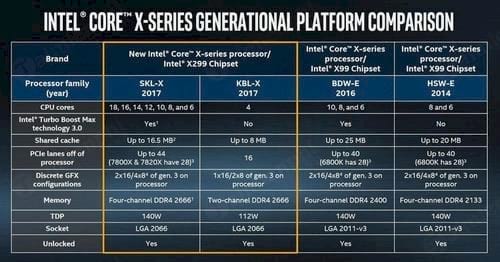 INTEL® CORE™ X-SERIES GENERATIONAL PLATFORM COMPARISON
Brand
New Intel® Core™ X-series processor/
Intel® X299 Chipset
Intel® Core™ X-series
processor/
Intel® X99 Chipset
Intel® Core™ X-series
processor/
Intel® X99 Chipset
Processor family
(year)
SKL-X
2017
KBL-X
2017
BDW-E
2016
HSW-E
2014
CPU cores
18, 16, 14, 12, 10, 8, and 6
4
10, 8, and 6
8 and 6
Intel® Turbo Boost Max
technology 3.0
Yes¹
No
Yes
No
Shared cache
Up to 16.5 MB²
Up to 8 MB
Up to 25 MB
Up to 20 MB
PCIe lanes off of
processor
Up to 44
(7800X & 7820X have 28)³
16
Up to 40
(6800K has 28)³
Up to 40
(6800K has 28)³
Discrete GFX
configurations
2x16/4x8⁴ of gen. 3 on
processor
1x16/2x8 of gen. 3 on
processor
2x16/4x8⁴ of gen. 3 on
processor
2x16/4x8⁴ of gen. 3 on
processor
Memory
Four-channel DDR4 2666¹
Two-channel DDR4 2666
Four-channel DDR4 2400
Four-channel DDR4 2133
TDP
140W
112W
140W
140W
Socket
LGA 2066
LGA 2066
LGA 2011-v3
LGA 2011-v3
Unlocked
Yes
Yes
Yes
Yes